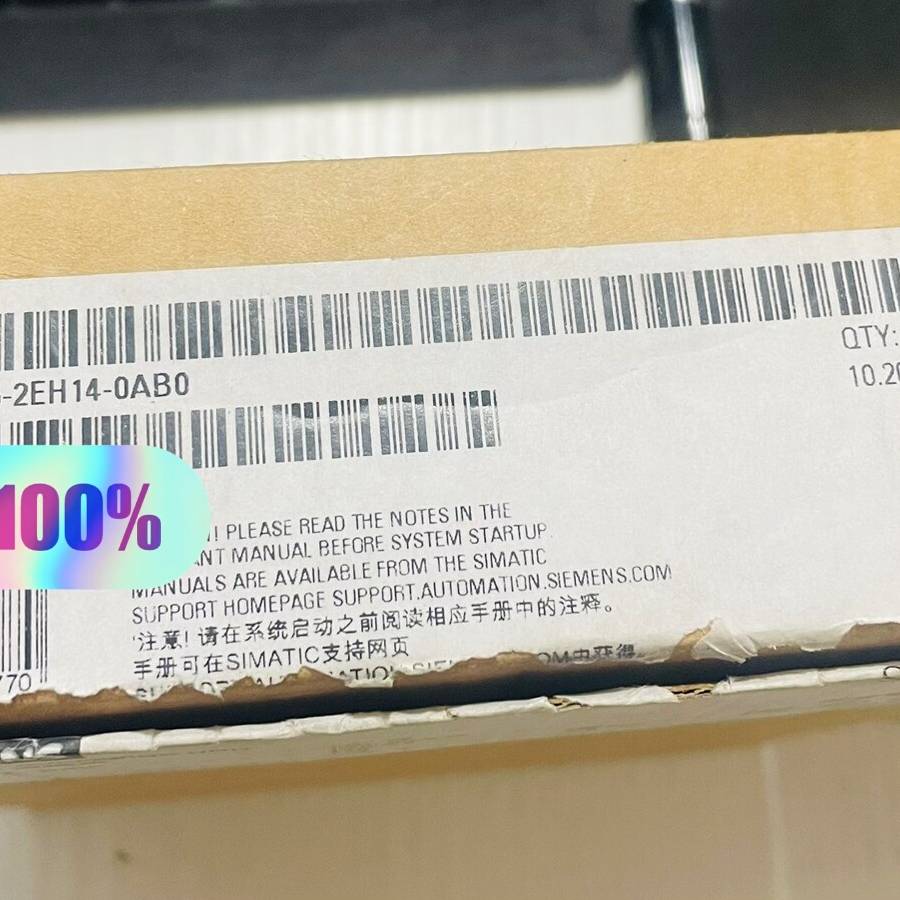 -2EH14-0AB0
QTY:
10.20
100%
! PLEASE READ THE NOTES IN THE
ANT MANUAL BEFORE SYSTEM STARTUP.
MANUALS ARE AVAILABLE FROM THE SIMATIC
SUPPORT HOMEPAGE SUPPORT.AUTOMATION.SIEMENS.COM
注意! 请在系统启动之前阅读相应手册中的注释。
手册可在SIMATIC支持网页
770